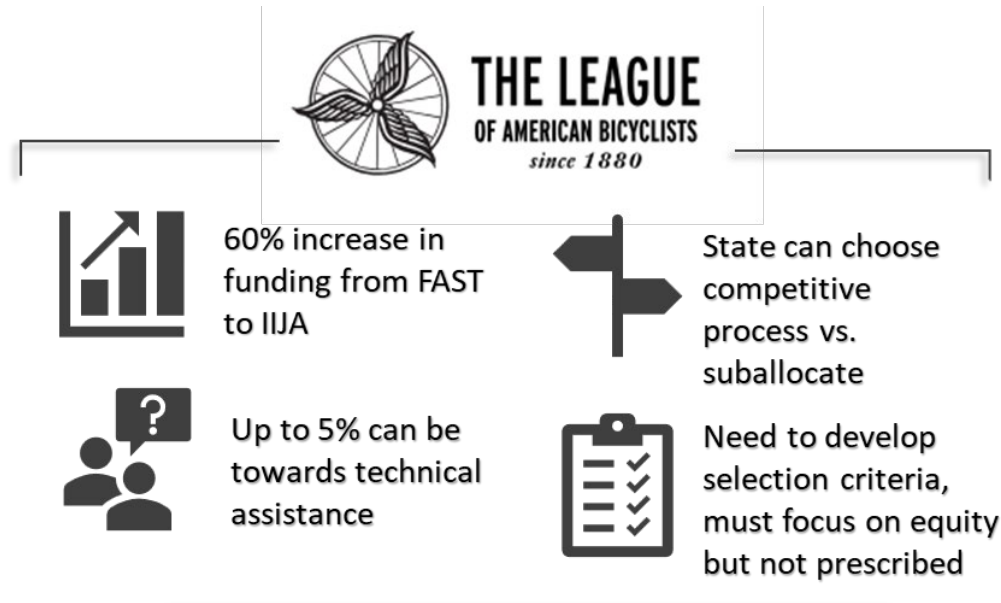 THE LEAGUE
OF AMERICAN BICYCLISTS
since 1880
60% increase in
funding from FAST
to IIJA
State can choose
competitive
process vs.
suballocate
?
Up to 5% can be
towards technical
assistance
Need to develop
selection criteria,
must focus on equity
but not prescribed